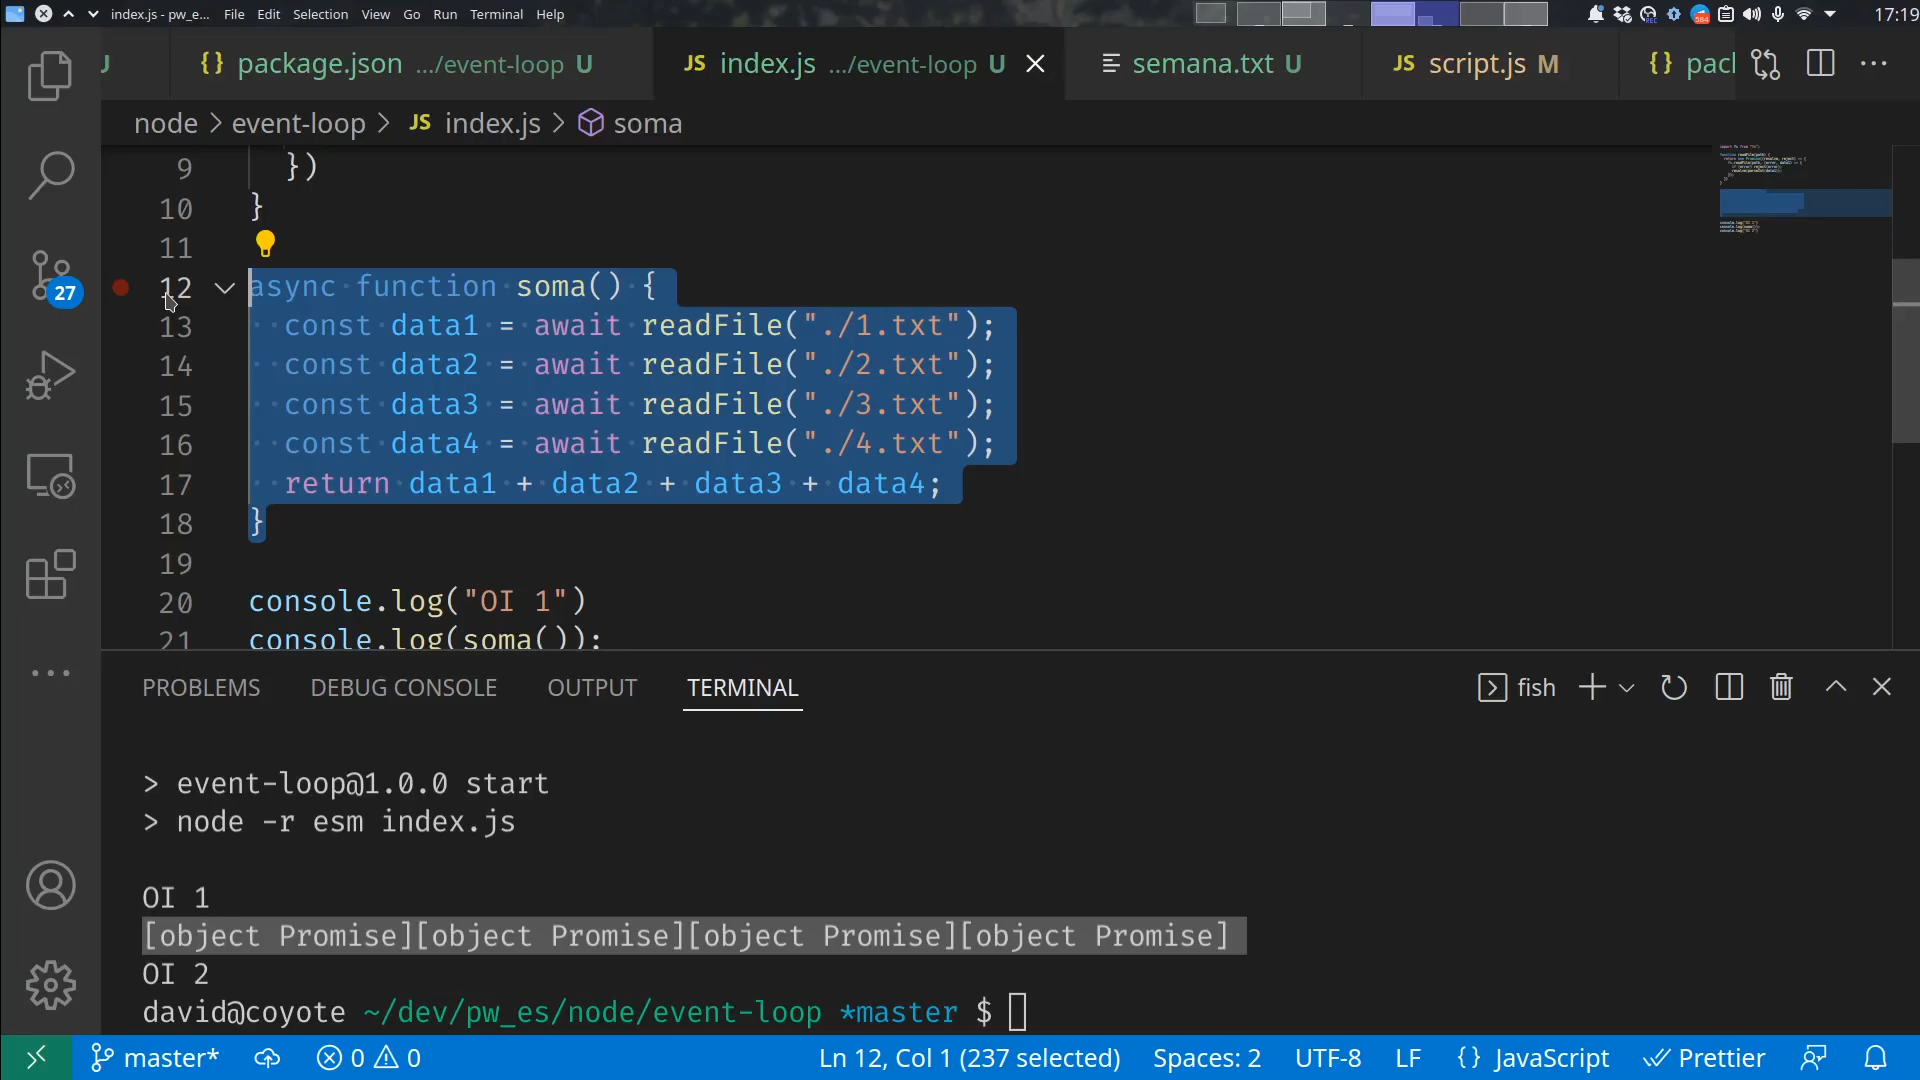 index.js - pw_e... File Edit Selection View Go Run Terminal Help 584 17:19
{} package.json .../event-loop U JS index.js .../event-loop U semana.txt U JS script.js M {} pacl
node > event-loop > JS index.js > soma
9 })
10 }
11
12 async function soma() {
13 const data1 = await readFile("./1.txt");
14 const data2 = await readFile("./2.txt");
15 const data3 = await readFile("./3.txt");
16 const data4 = await readFile("./4.txt");
17 return data1 + data2 + data3 + data4;
18 }
19
20 console.log("OI 1")
21 console.log(soma());
27
PROBLEMS DEBUG CONSOLE OUTPUT TERMINAL fish
> event-loop@1.0.0 start
> node -r esm index.js
OI 1
[object Promise][object Promise][object Promise][object Promise]
OI 2
david@coyote ~/dev/pw_es/node/event-loop *master $
master* 0 0 Ln 12, Col 1 (237 selected) Spaces: 2 UTF-8 LF {} JavaScript Prettier